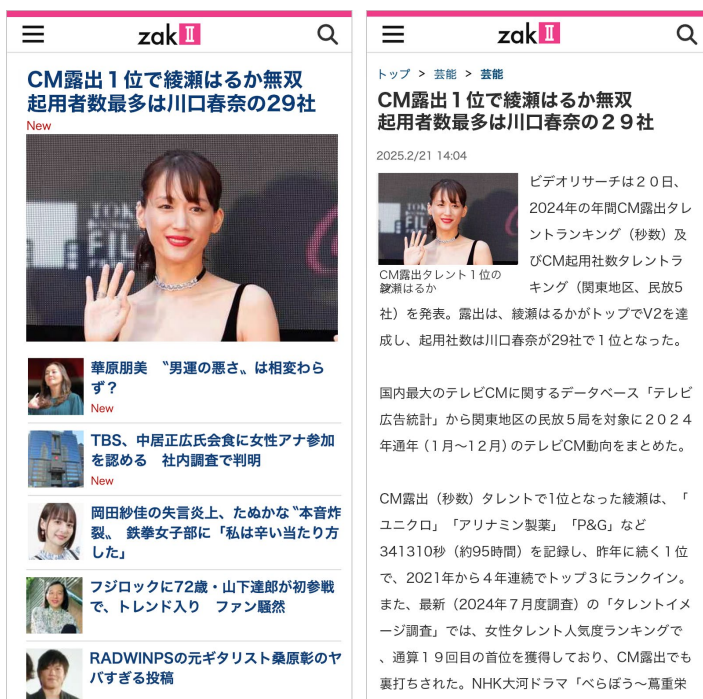 zakⅡ
CM露出１位で綾瀬はるか無双
起用者数最多は川口春奈の29社
New
華原朋美　〝男運の悪さ〟は相変わらず
？
New
TBS、中居正広氏会食に女性アナ参加
を認める　社内調査で判明
New
岡田紗佳の失言炎上、たぬかな〝本音炸
裂〟　鉄拳女子部に「私は辛い当たり方
した」
フジロックに72歳・山下達郎が初参戦
で、トレンド入り　ファン騒然
RADWINPSの元ギタリスト桑原彰のヤ
バすぎる投稿
zakⅡ
トップ > 芸能 > 芸能
CM露出１位で綾瀬はるか無双
起用者数最多は川口春奈の２９社
2025.2/21 14:04
CM露出タレント１位の
綾瀬はるか
ビデオリサーチは２０日、
2024年の年間CM露出タレ
ントランキング（秒数）及
びCM起用社数タレントラ
キング（関東地区、民放5
社）を発表。露出は、綾瀬はるかがトップでV2を達
成し、起用社数は川口春奈が29社で１位となった。
国内最大のテレビCMに関するデータベース「テレビ
広告統計」から関東地区の民放５局を対象に２０２４
年通年（１月〜１２月）のテレビCM動向をまとめた。
CM露出（秒数）タレントで1位となった綾瀬は、「
ユニクロ」「アリナミン製薬」「P&G」など
341310秒（約95時間）を記録し、昨年に続く１位
で、2021年から４年連続でトップ３にランクイン。
また、最新（2024年７月度調査）の「タレントイメ
ージ調査」では、女性タレント人気度ランキングで
、通算１９回目の首位を獲得しており、CM露出でも
裏打ちされた。NHK大河ドラマ「べらぼう〜蔦重栄